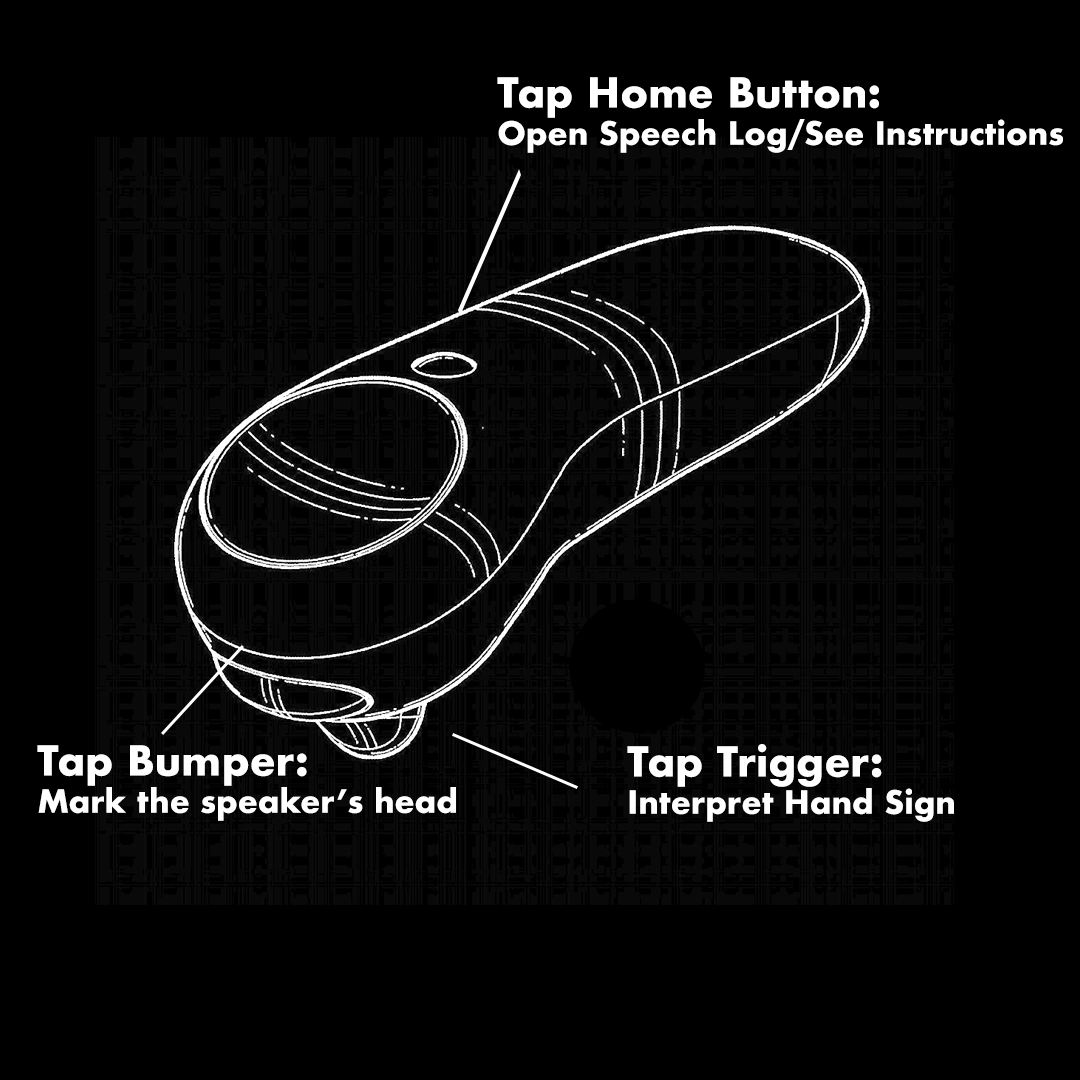 Tap Home Button:
Open Speech Log/See Instructions
Tap Bumper:
Mark the speaker’s head
Tap Trigger:
Interpret Hand Sign